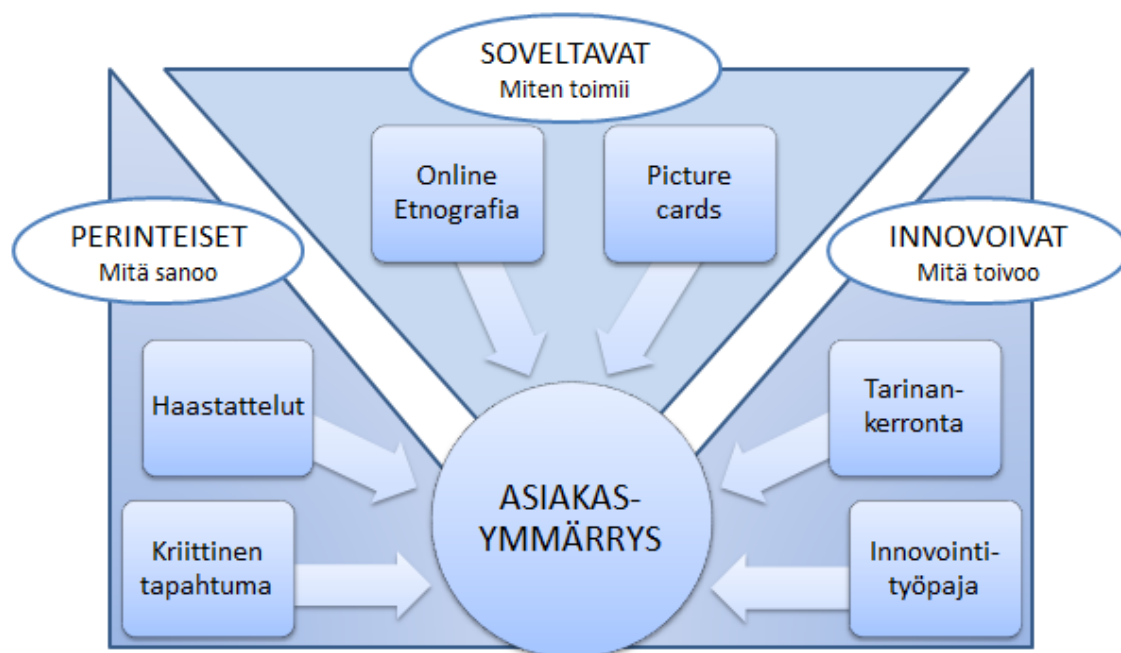 SOVELTAVAT
Miten toimii
Online
Etnografia
Picture
cards
PERINTEISET
Mitä sanoo
INNOVOIVAT
Mitä toivoo
Haastattelut
Tarinan-
kerronta
ASIAKAS-
YMMÄRRYS
Kriittinen
tapahtuma
Innovointi-
työpaja